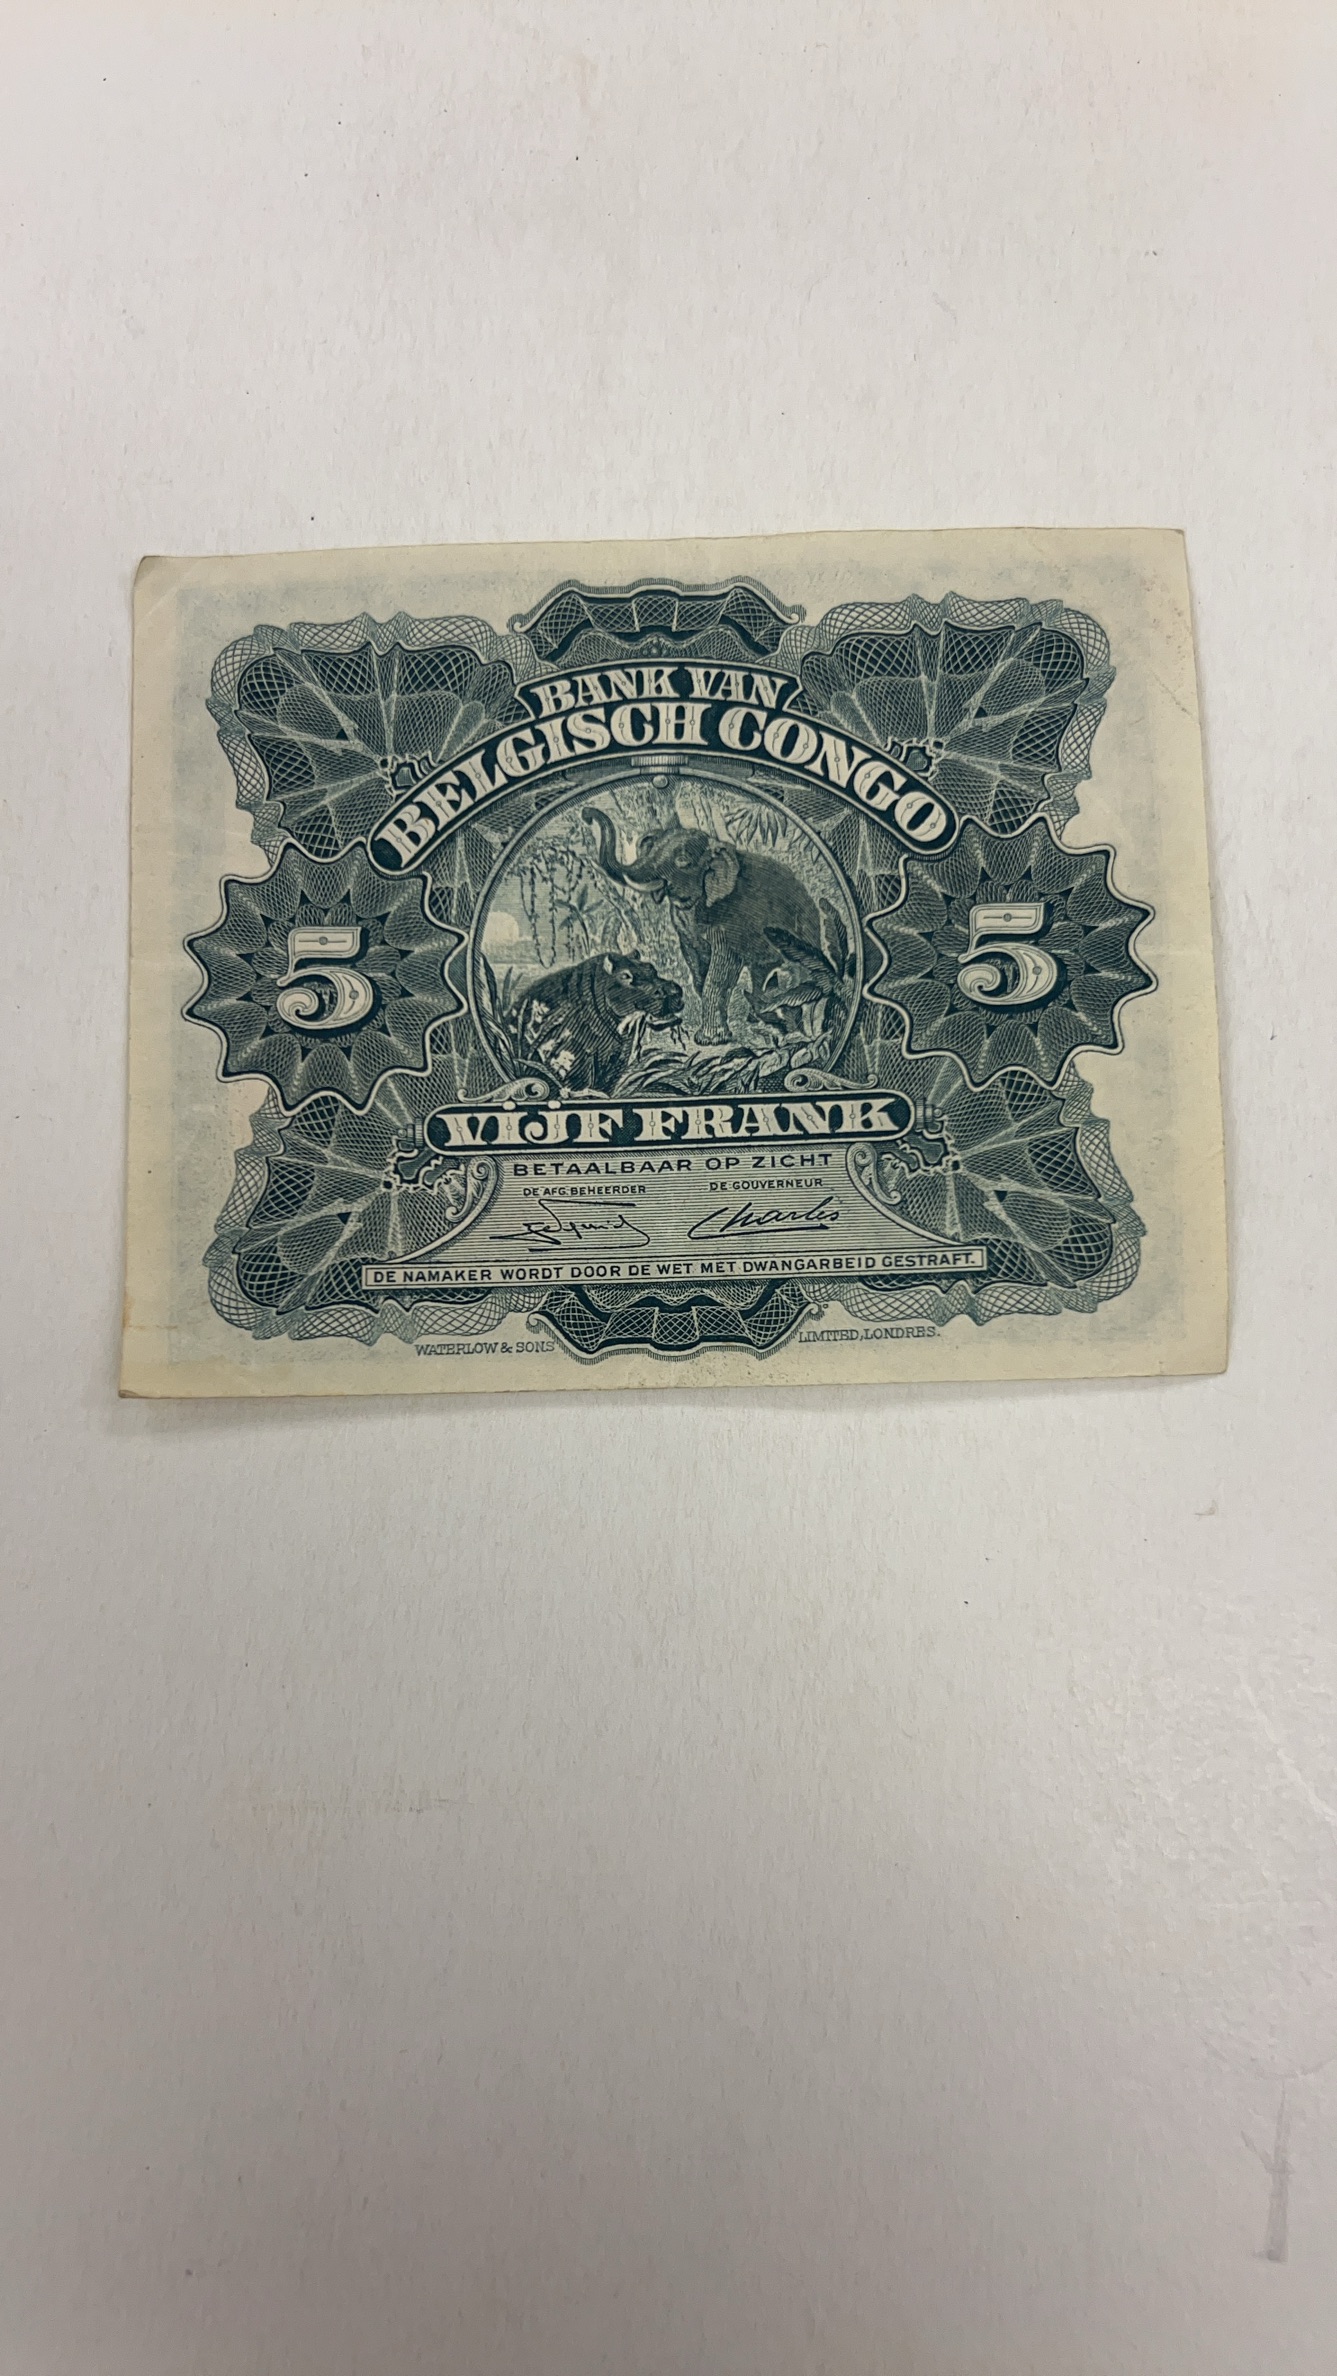 BANK VAN
BELGISCH CONGO
5 5
VIJF FRANK
BETAALBAAR OP ZICHT
DE AFG. BEHEERDER DE GOUVERNEUR
Charles
DE NAMAKER WORDT DOOR DE WET MET DWANGARBEID GESTRAFT.
WATERLOW & SONS LIMITED, LONDRES.